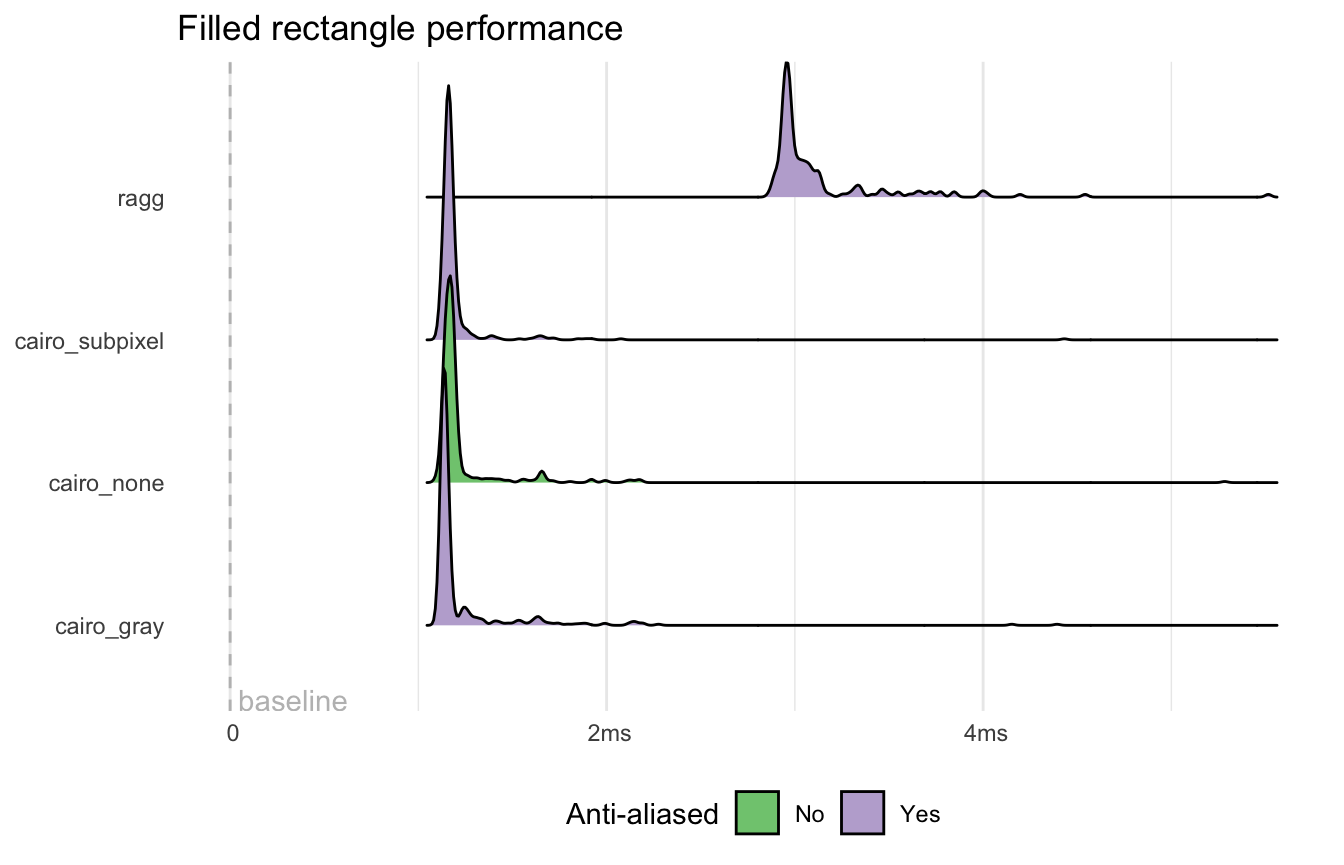 Filled rectangle performance
ragg
cairo_subpixel
cairo_none
cairo_gray
baseline
0 2ms 4ms
Anti-aliased No Yes